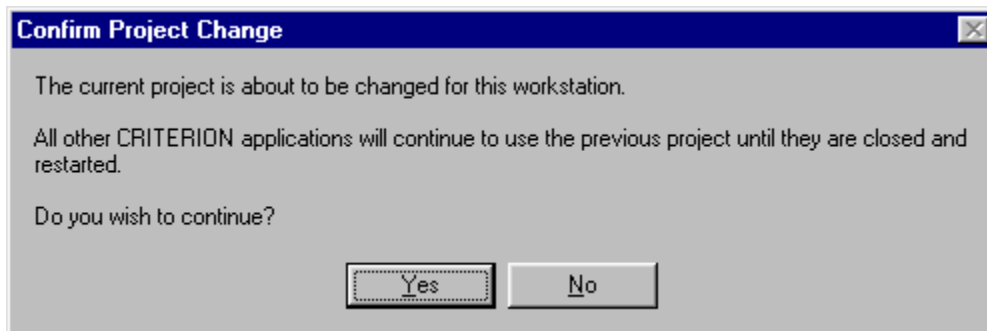 Confirm Project Change
The current project is about to be changed for this workstation.
All other CRITERION applications will continue to use the previous project until they are closed and
restarted.
Do you wish to continue?
Yes
No